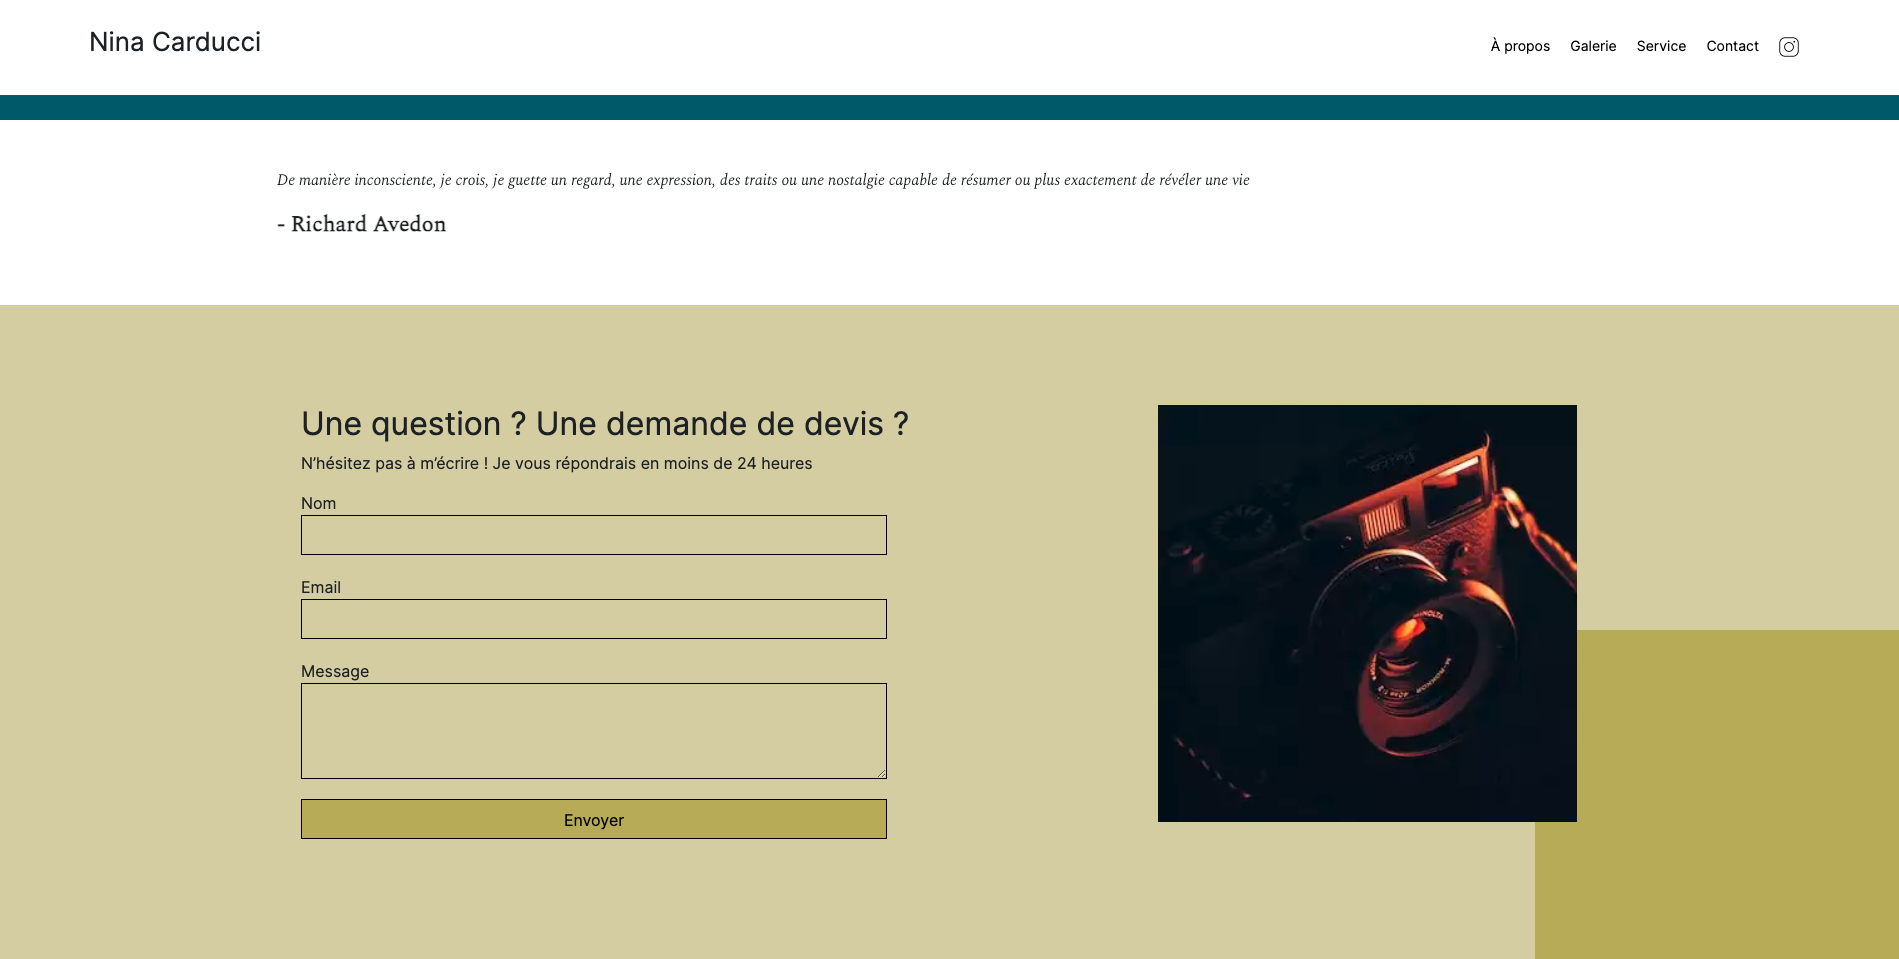 Nina Carducci
À propos Galerie Service Contact
De manière inconsciente, je crois, je guette un regard, une expression, des traits ou une nostalgie capable de résumer ou plus exactement de révéler une vie
- Richard Avedon
Une question ? Une demande de devis ?
N’hésitez pas à m’écrire ! Je vous répondrais en moins de 24 heures
Nom
Email
Message
Envoyer
MINOLTA
M-ROKKOR